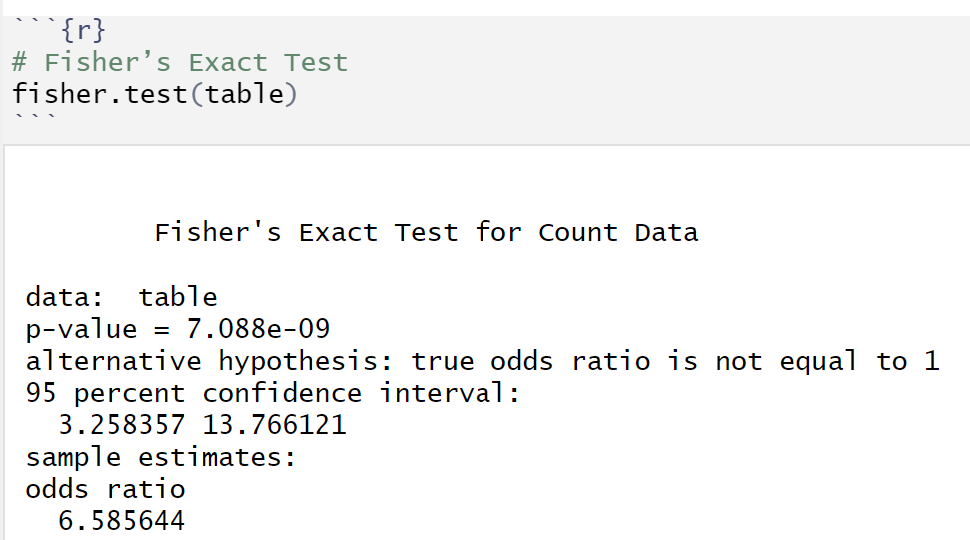 ```{r}
# Fisher’s Exact Test
fisher.test(table)
```
Fisher's Exact Test for Count Data
data:  table
p-value = 7.088e-09
alternative hypothesis: true odds ratio is not equal to 1
95 percent confidence interval:
3.258357 13.766121
sample estimates:
odds ratio
6.585644